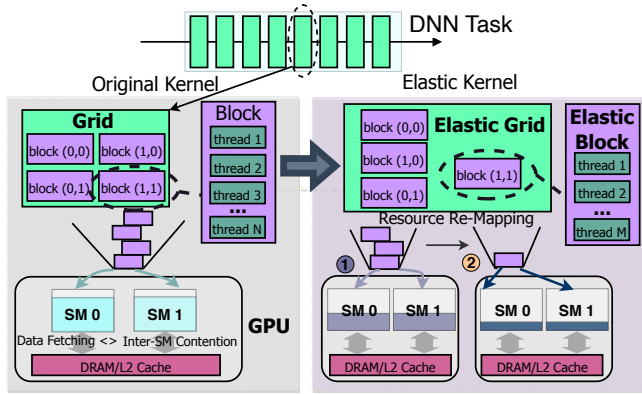 DNN Task
Original Kernel
Elastic Kernel
Grid
block (0,0)
block (1,0)
block (0,1)
block (1,1)
Block
thread 1
thread 2
thread 3
...
thread N
SM 0
SM 1
GPU
Data Fetching <> Inter-SM Contention
DRAM/L2 Cache
Elastic Grid
block (0,0)
block (1,0)
block (0,1)
block (1,1)
Elastic
Block
thread 1
thread 2
...
thread M
Resource Re-Mapping
1
2
SM 0
SM 1
DRAM/L2 Cache
SM 0
SM 1
DRAM/L2 Cache